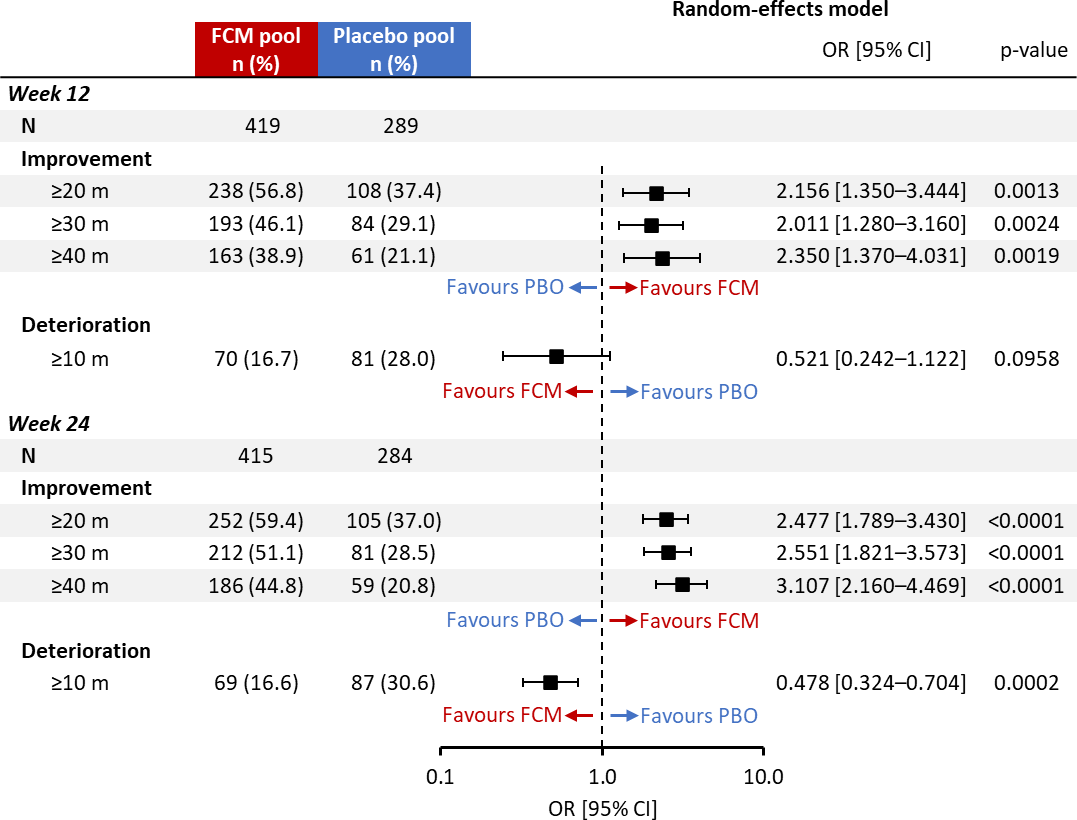 Random-effects model
FCM pool Placebo pool
n (%) n (%) OR [95% CI] p-value
Week 12
N 419 289
Improvement
≥20 m 238 (56.8) 108 (37.4) 2.156 [1.350–3.444] 0.0013
≥30 m 193 (46.1) 84 (29.1) 2.011 [1.280–3.160] 0.0024
≥40 m 163 (38.9) 61 (21.1) 2.350 [1.370–4.031] 0.0019
Favours PBO Favours FCM
Deterioration
≥10 m 70 (16.7) 81 (28.0) 0.521 [0.242–1.122] 0.0958
Favours FCM Favours PBO
Week 24
N 415 284
Improvement
≥20 m 252 (59.4) 105 (37.0) 2.477 [1.789–3.430] <0.0001
≥30 m 212 (51.1) 81 (28.5) 2.551 [1.821–3.573] <0.0001
≥40 m 186 (44.8) 59 (20.8) 3.107 [2.160–4.469] <0.0001
Favours PBO Favours FCM
Deterioration
≥10 m 69 (16.6) 87 (30.6) 0.478 [0.324–0.704] 0.0002
Favours FCM Favours PBO
0.1 1.0 10.0
OR [95% CI]